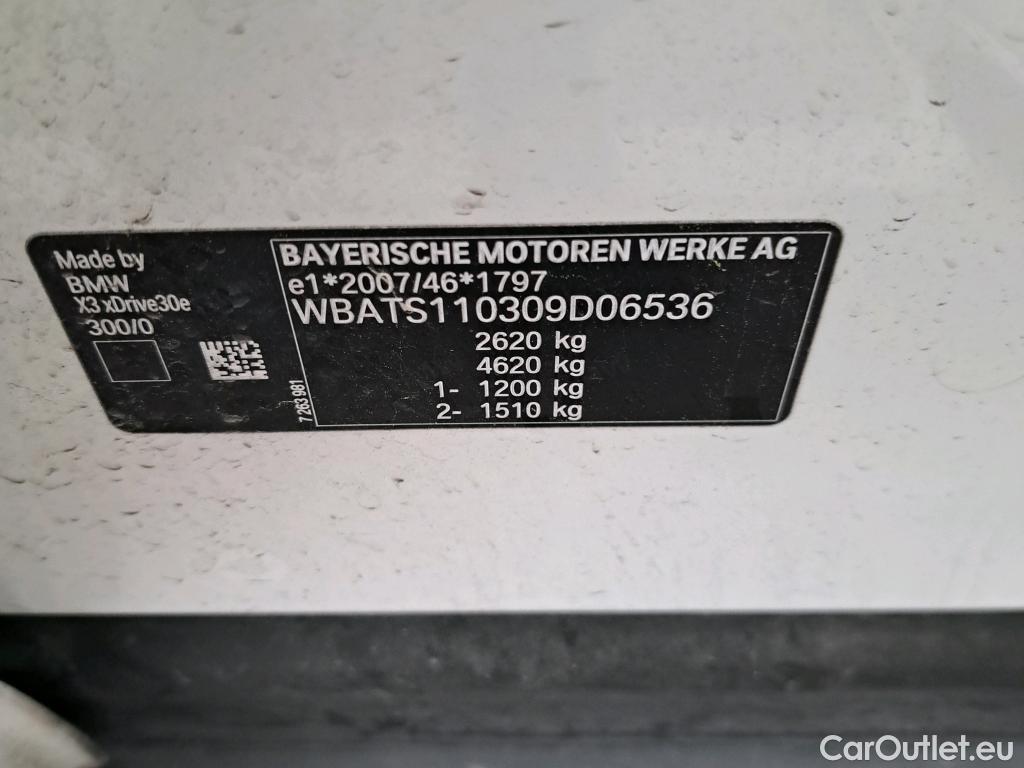 Made by
BMW
X3 xDrive30e
300/0
7 263 981
BAYERISCHE MOTOREN WERKE AG
e1*2007/46*1797
WBATS110309D06536
2620 kg
4620 kg
1- 1200 kg
2- 1510 kg
CarOutlet.eu